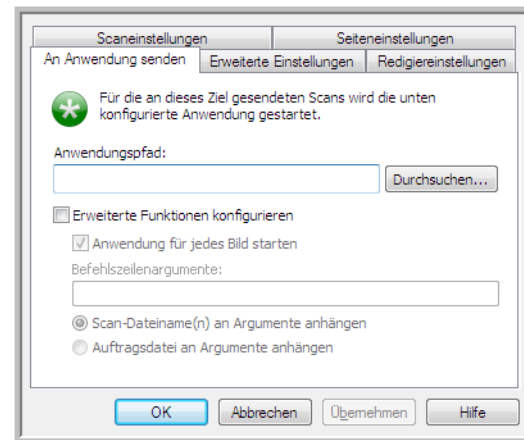 Scaneinstellungen
Seiteneinstellungen
An Anwendung senden
Erweiterte Einstellungen
Redigiereinstellungen
Für die an dieses Ziel gesendeten Scans wird die unten
konfigurierte Anwendung gestartet.
Anwendungspfad:
Durchsuchen...
Erweiterte Funktionen konfigurieren
Anwendung für jedes Bild starten
Befehlszeilenargumente:
Scan-Dateiname(n) an Argumente anhängen
Auftragsdatei an Argumente anhängen
OK
Abbrechen
Übernehmen
Hilfe